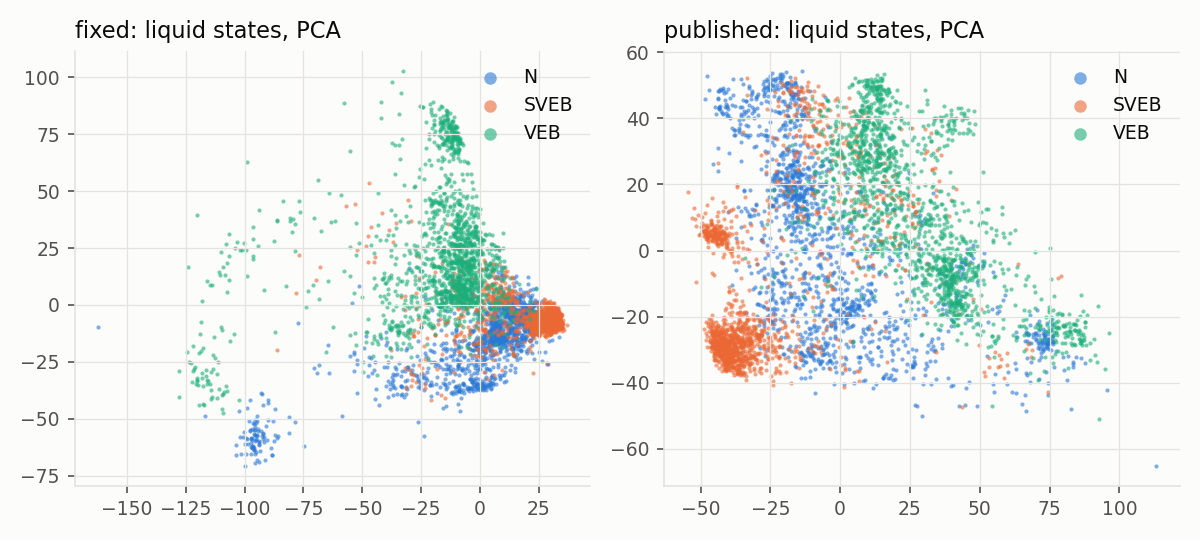 fixed: liquid states, PCA
N
SVEB
VEB
100
75
50
25
0
−25
−50
−75
−150 −125 −100 −75 −50 −25 0 25
published: liquid states, PCA
N
SVEB
VEB
60
40
20
0
−20
−40
−60
−50 −25 0 25 50 75 100